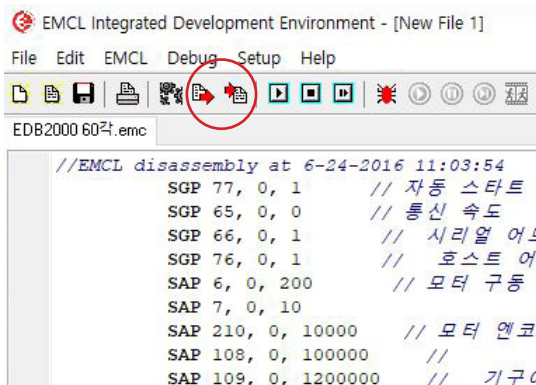 EMCL Integrated Development Environment - [New File 1]
File Edit EMCL Debug Setup Help
EDB2000 60각.emc
//EMCL disassembly at 6-24-2016 11:03:54
SGP 77, 0, 1 // 자동 스타트
SGP 65, 0, 0 // 통신 속도
SGP 66, 0, 1 // 시리얼
SGP 76, 0, 1 // 호스트
SAP 6, 0, 200 // 모터 구동
SAP 7, 0, 10
SAP 210, 0, 10000 // 모터 엔코
SAP 108, 0, 100000 //
SAP 109, 0, 1200000 // 기구